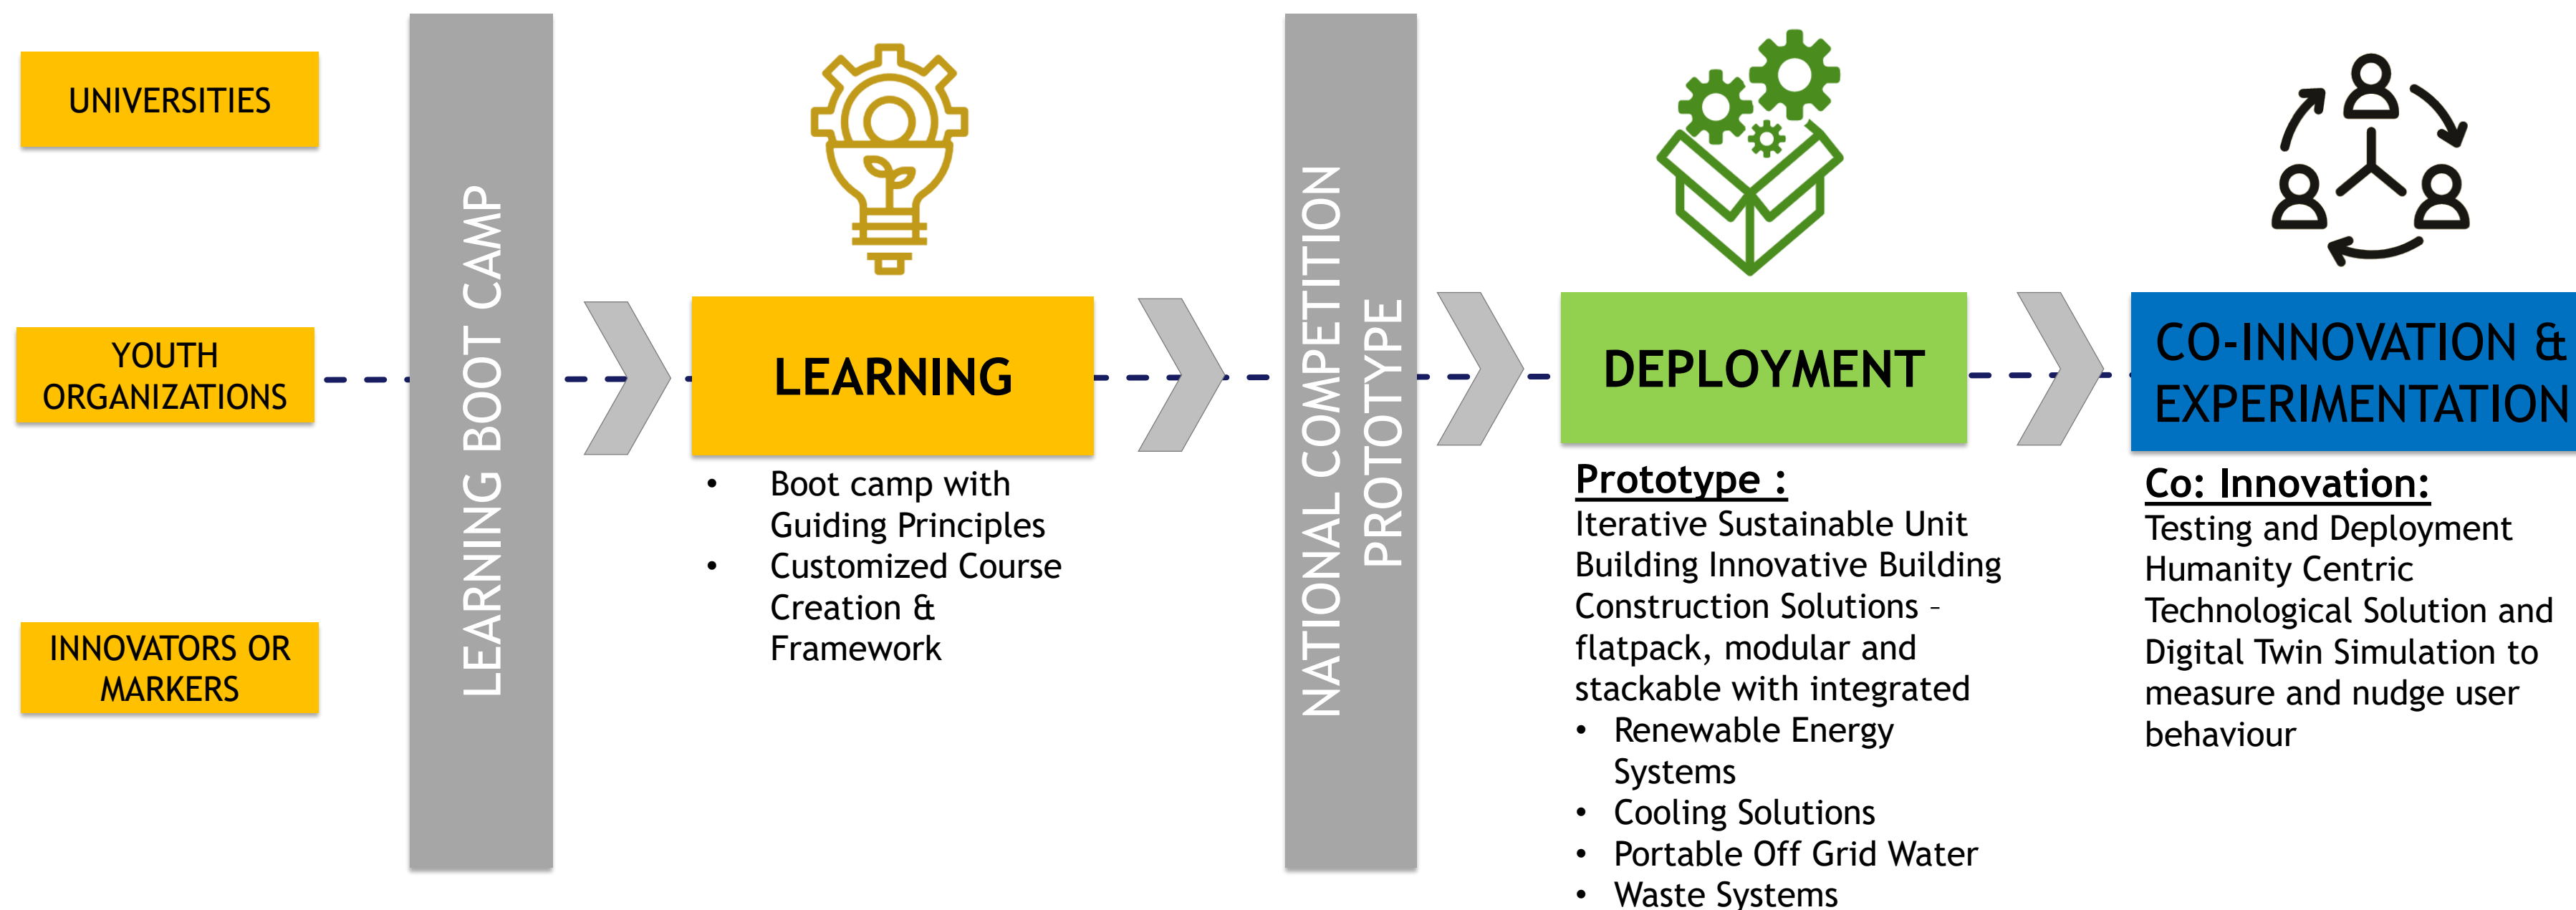 UNIVERSITIES
YOUTH
ORGANIZATIONS
INNOVATORS OR
MARKERS
LEARNING BOOT CAMP
LEARNING
• Boot camp with
Guiding Principles
• Customized Course
Creation &
Framework
NATIONAL COMPETITION
PROTOTYPE
DEPLOYMENT
Prototype :
Iterative Sustainable Unit
Building Innovative Building
Construction Solutions –
flatpack, modular and
stackable with integrated
• Renewable Energy
Systems
• Cooling Solutions
• Portable Off Grid Water
• Waste Systems
CO-INNOVATION &
EXPERIMENTATION
Co: Innovation:
Testing and Deployment
Humanity Centric
Technological Solution and
Digital Twin Simulation to
measure and nudge user
behaviour